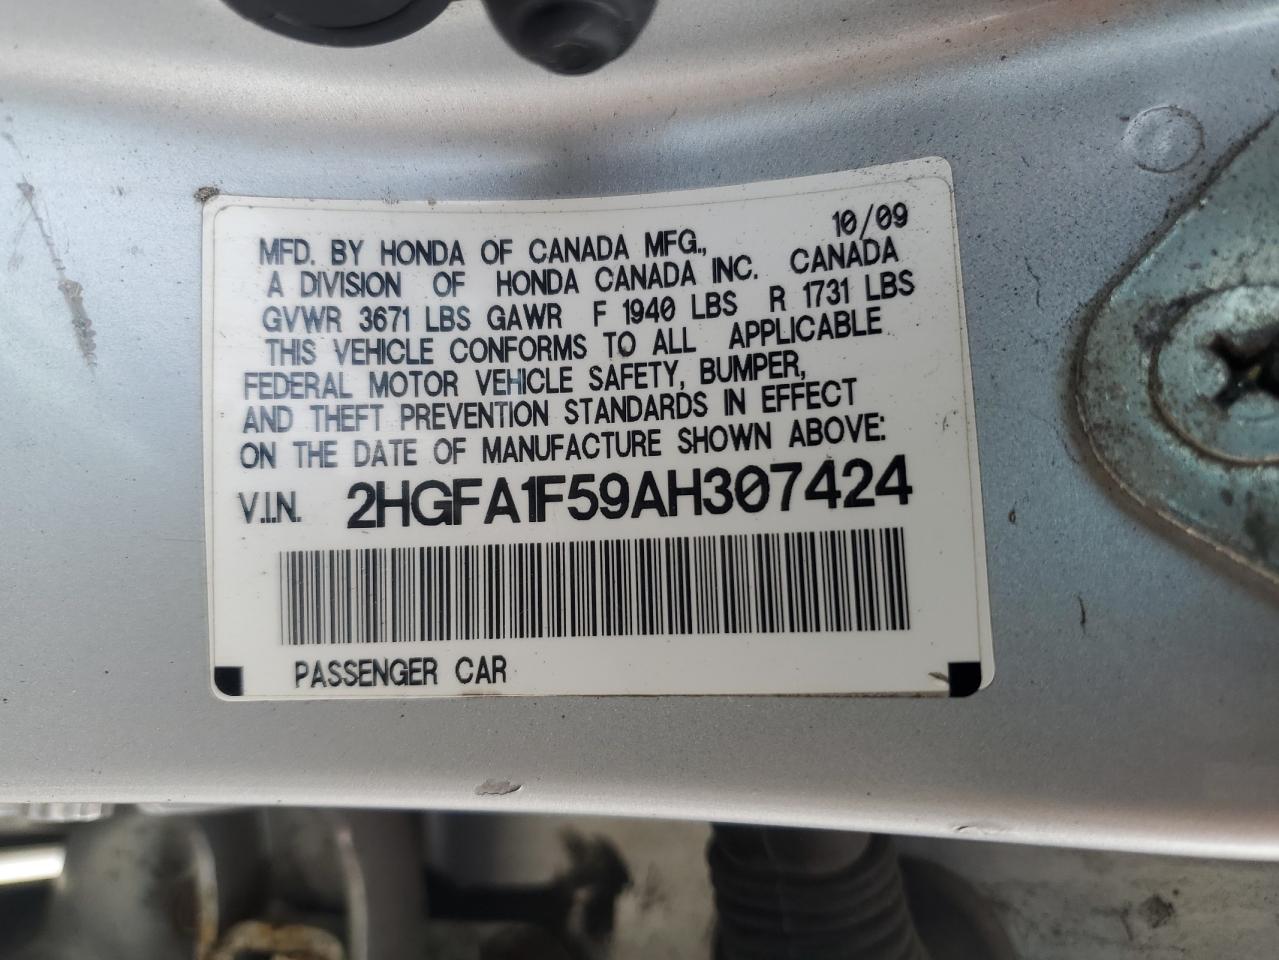 10/09
MFD. BY HONDA OF CANADA MFG.,
A DIVISION OF HONDA CANADA INC. CANADA
GVWR 3671 LBS GAWR F 1940 LBS R 1731 LBS
THIS VEHICLE CONFORMS TO ALL APPLICABLE
FEDERAL MOTOR VEHICLE SAFETY, BUMPER,
AND THEFT PREVENTION STANDARDS IN EFFECT
ON THE DATE OF MANUFACTURE SHOWN ABOVE:
V.I.N. 2HGFA1F59AH307424
PASSENGER CAR